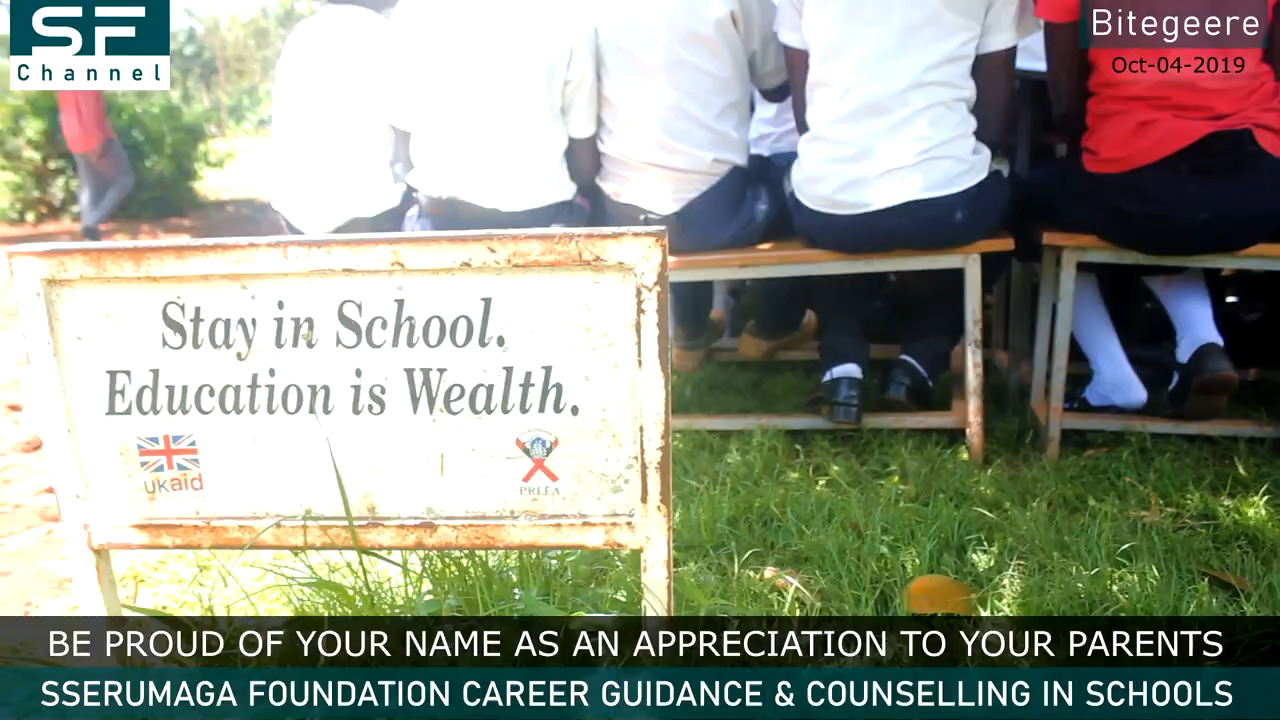 SF
Channel
Bitegeere
Oct-04-2019
Stay in School.
Education is Wealth.
ukaid
PRLFA
BE PROUD OF YOUR NAME AS AN APPRECIATION TO YOUR PARENTS
SSERUMAGA FOUNDATION CAREER GUIDANCE & COUNSELLING IN SCHOOLS